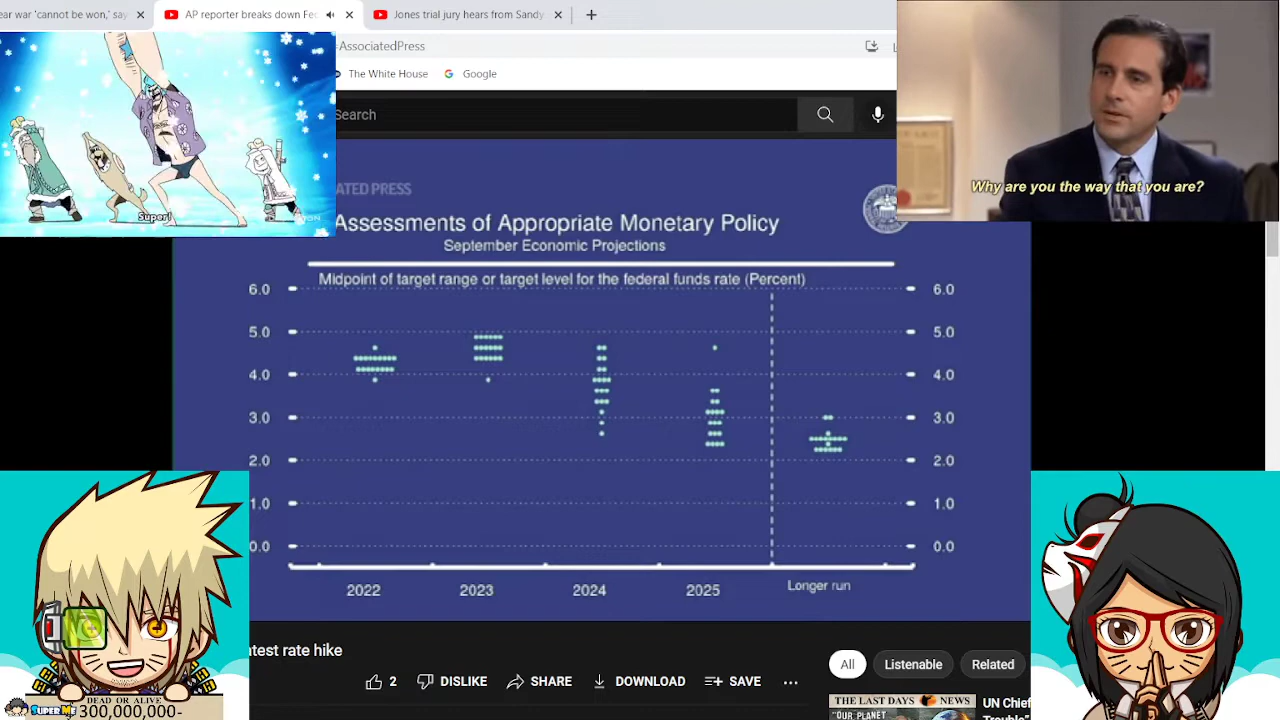 ear war 'cannot be won,' say
AP reporter breaks down Fed
Jones trial jury hears from Sandy
AssociatedPress
The White House
Google
Search
Super!
Why are you the way that you are?
ATED PRESS
Assessments of Appropriate Monetary Policy
September Economic Projections
Midpoint of target range or target level for the federal funds rate (Percent)
6.0 6.0
5.0 5.0
4.0 4.0
3.0 3.0
2.0 2.0
1.0 1.0
0.0 0.0
2022 2023 2024 2025 Longer run
test rate hike
All Listenable Related
2 DISLIKE SHARE DOWNLOAD SAVE
DEAD OR ALIVE
SUPER ME 300,000,000-
THE LAST DAYS NEWS
"OUR PLANET
UN Chief
Trouble"